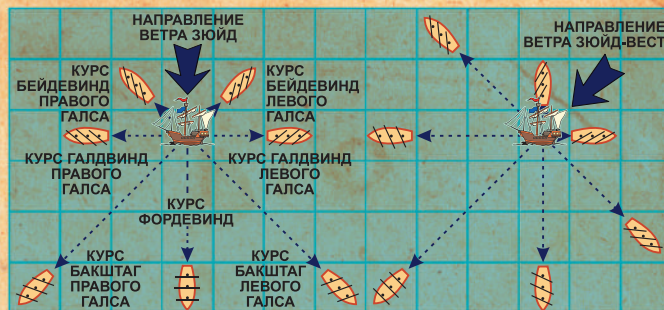 НАПРАВЛЕНИЕ
ВЕТРА ЗЮЙД
КУРС
БЕЙДЕВИНД
ПРАВОГО
ГАЛСА
КУРС
БЕЙДЕВИНД
ЛЕВОГО
ГАЛСА
КУРС ГАЛДВИНД
ПРАВОГО
ГАЛСА
КУРС ГАЛДВИНД
ЛЕВОГО
ГАЛСА
КУРС
ФОРДЕВИНД
КУРС
БАКШТАГ
ПРАВОГО
ГАЛСА
КУРС
БАКШТАГ
ЛЕВОГО
ГАЛСА
НАПРАВЛЕНИЕ
ВЕТРА ЗЮЙД-ВЕСТ